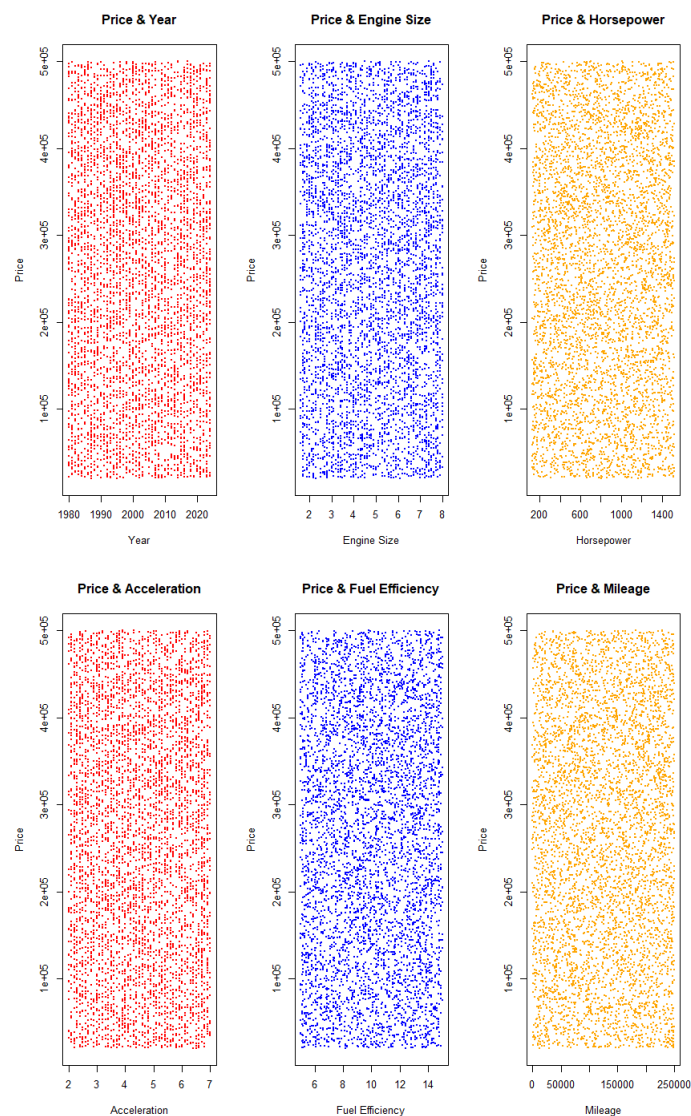 Price & Year
Price
5e+05
4e+05
3e+05
2e+05
1e+05
1980 1990 2000 2010 2020
Year
Price & Engine Size
Price
5e+05
4e+05
3e+05
2e+05
1e+05
2 3 4 5 6 7 8
Engine Size
Price & Horsepower
Price
5e+05
4e+05
3e+05
2e+05
1e+05
200 600 1000 1400
Horsepower
Price & Acceleration
Price
5e+05
4e+05
3e+05
2e+05
1e+05
2 3 4 5 6 7
Acceleration
Price & Fuel Efficiency
Price
5e+05
4e+05
3e+05
2e+05
1e+05
6 8 10 12 14
Fuel Efficiency
Price & Mileage
Price
5e+05
4e+05
3e+05
2e+05
1e+05
0 50000 150000 250000
Mileage